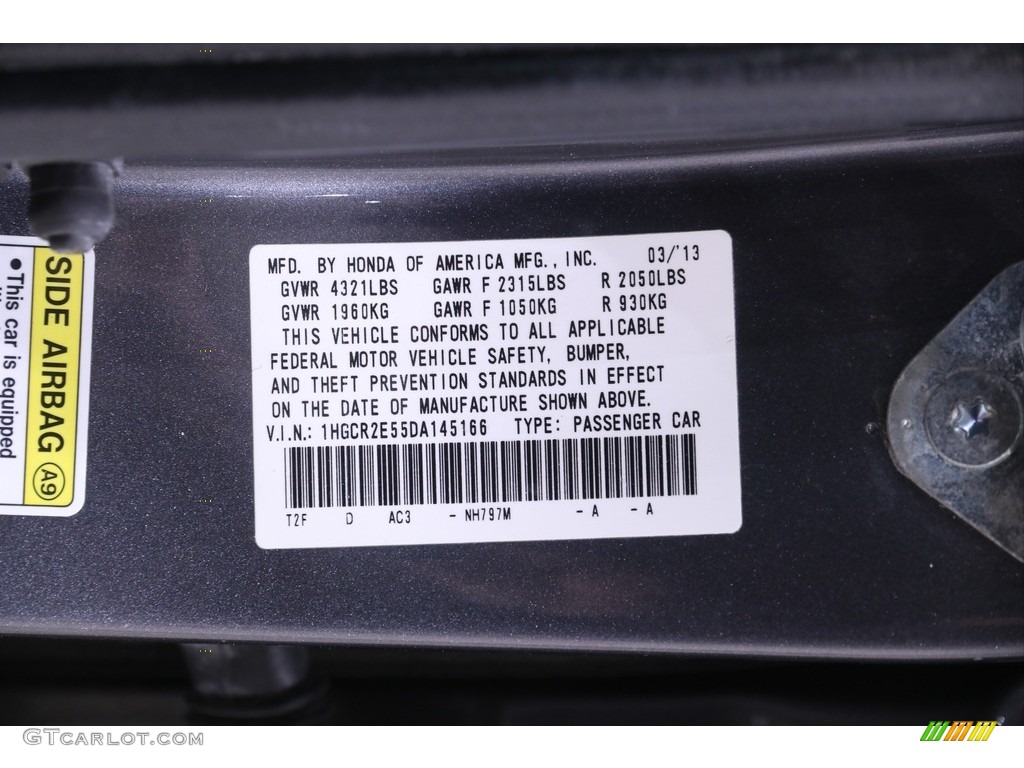 MFD. BY HONDA OF AMERICA MFG., INC. 03/'13
GVWR 4321LBS GAWR F 2315LBS R 2050LBS
GVWR 1960KG GAWR F 1050KG R 930KG
THIS VEHICLE CONFORMS TO ALL APPLICABLE
FEDERAL MOTOR VEHICLE SAFETY, BUMPER,
AND THEFT PREVENTION STANDARDS IN EFFECT
ON THE DATE OF MANUFACTURE SHOWN ABOVE.
V.I.N.: 1HGCR2E55DA145166 TYPE: PASSENGER CAR
T2F D AC3 - NH797M - A - A
SIDE AIRBAG A9
•This car is equipped
GTcarlot.com